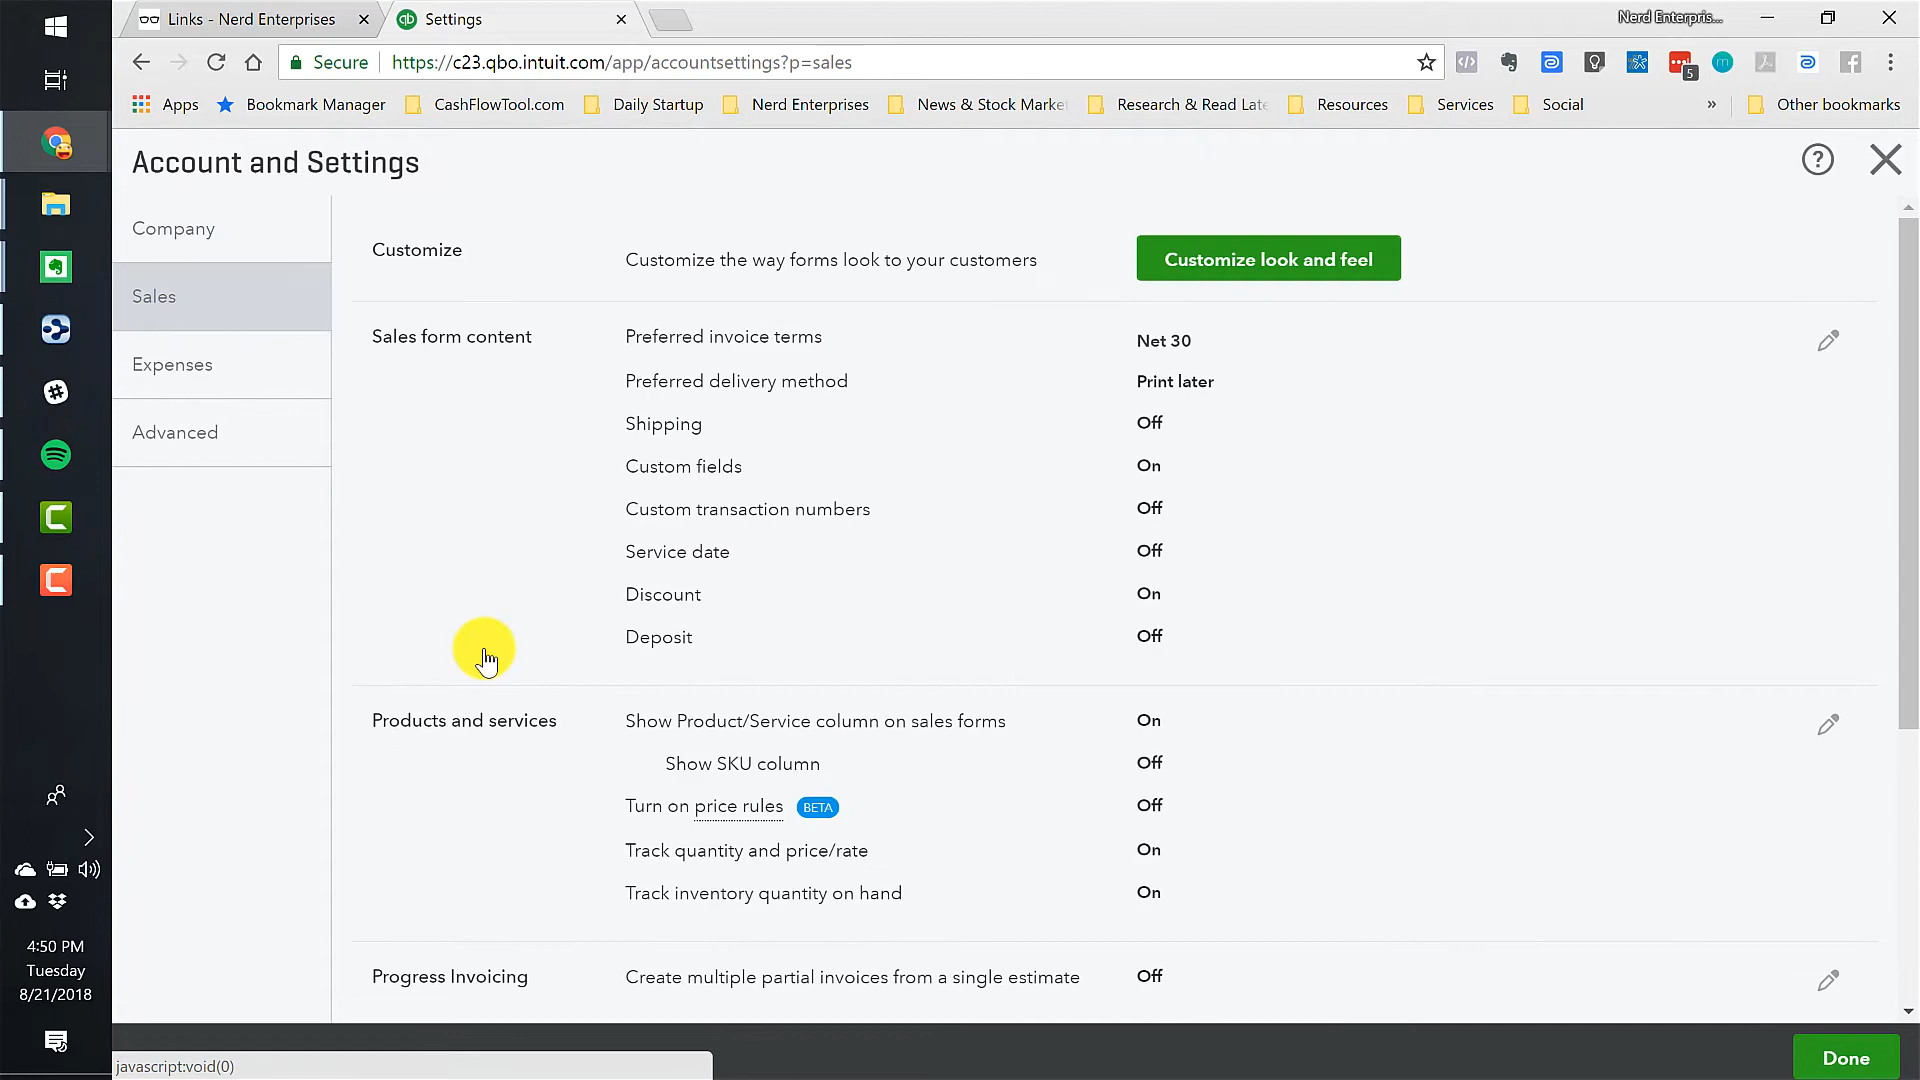 Links - Nerd Enterprises
Settings
Nerd Enterpris...
Secure
https://c23.qbo.intuit.com/app/accountsettings?p=sales
5
Apps
Bookmark Manager
CashFlowTool.com
Daily Startup
Nerd Enterprises
News & Stock Marke
Research & Read Late
Resources
Services
Social
»
Other bookmarks
Account and Settings
Company
Sales
Expenses
Advanced
Customize
Customize the way forms look to your customers
Customize look and feel
Sales form content
Preferred invoice terms Net 30
Preferred delivery method Print later
Shipping Off
Custom fields On
Custom transaction numbers Off
Service date Off
Discount On
Deposit Off
Products and services
Show Product/Service column on sales forms On
Show SKU column Off
Turn on price rules BETA Off
Track quantity and price/rate On
Track inventory quantity on hand On
Progress Invoicing
Create multiple partial invoices from a single estimate Off
Done
javascript:void(0)
4:50 PM
Tuesday
8/21/2018